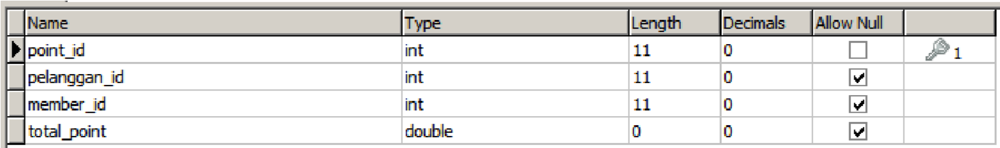 Name Type Length Decimals Allow Null
point_id int 11 0 1
pelanggan_id int 11 0
member_id int 11 0
total_point double 0 0